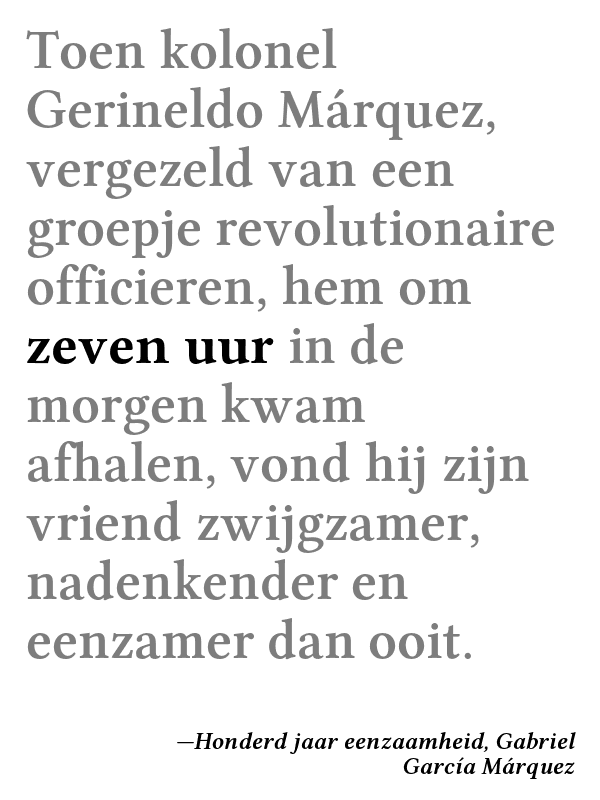 Toen kolonel
Gerineldo Márquez,
vergezeld van een
groepje revolutionaire
officieren, hem om
zeven uur in de
morgen kwam
afhalen, vond hij zijn
vriend zwijgzamer,
nadenkender en
eenzamer dan ooit.
—Honderd jaar eenzaamheid, Gabriel
García Márquez